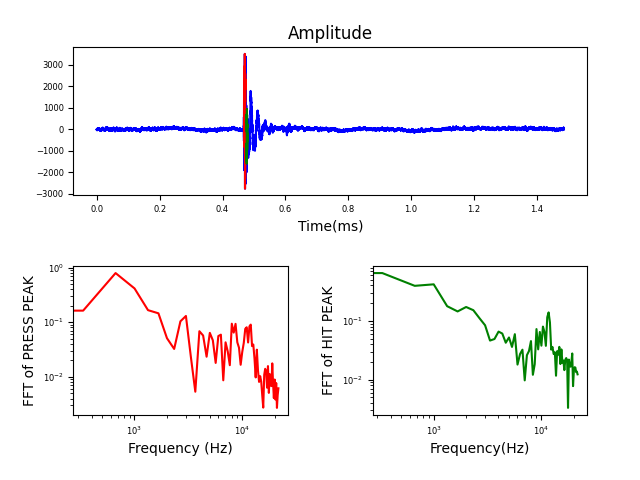 Amplitude
3000
2000
1000
0
−1000
−2000
−3000
0.0 0.2 0.4 0.6 0.8 1.0 1.2 1.4
Time(ms)
FFT of PRESS PEAK
10⁰
10⁻¹
10⁻²
10³ 10⁴
Frequency (Hz)
FFT of HIT PEAK
10⁻¹
10⁻²
10³ 10⁴
Frequency(Hz)